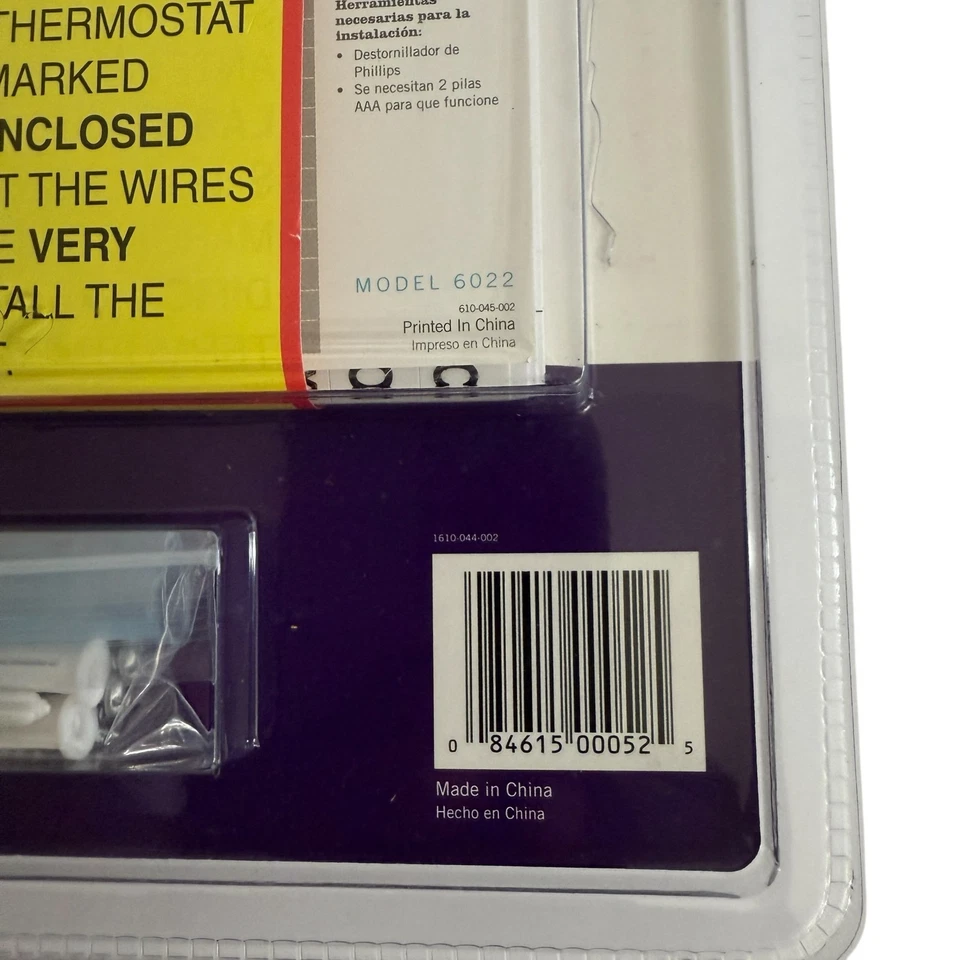 THERMOSTAT
MARKED
NCLOSED
T THE WIRES
E VERY
TALL THE
Herramientas
necesarias para la
instalación:
• Destornillador de
Phillips
• Se necesitan 2 pilas
AAA para que funcione
MODEL 6022
610-045-002
Printed In China
Impreso en China
1610-044-002
0 84615 00052 5
Made in China
Hecho en China